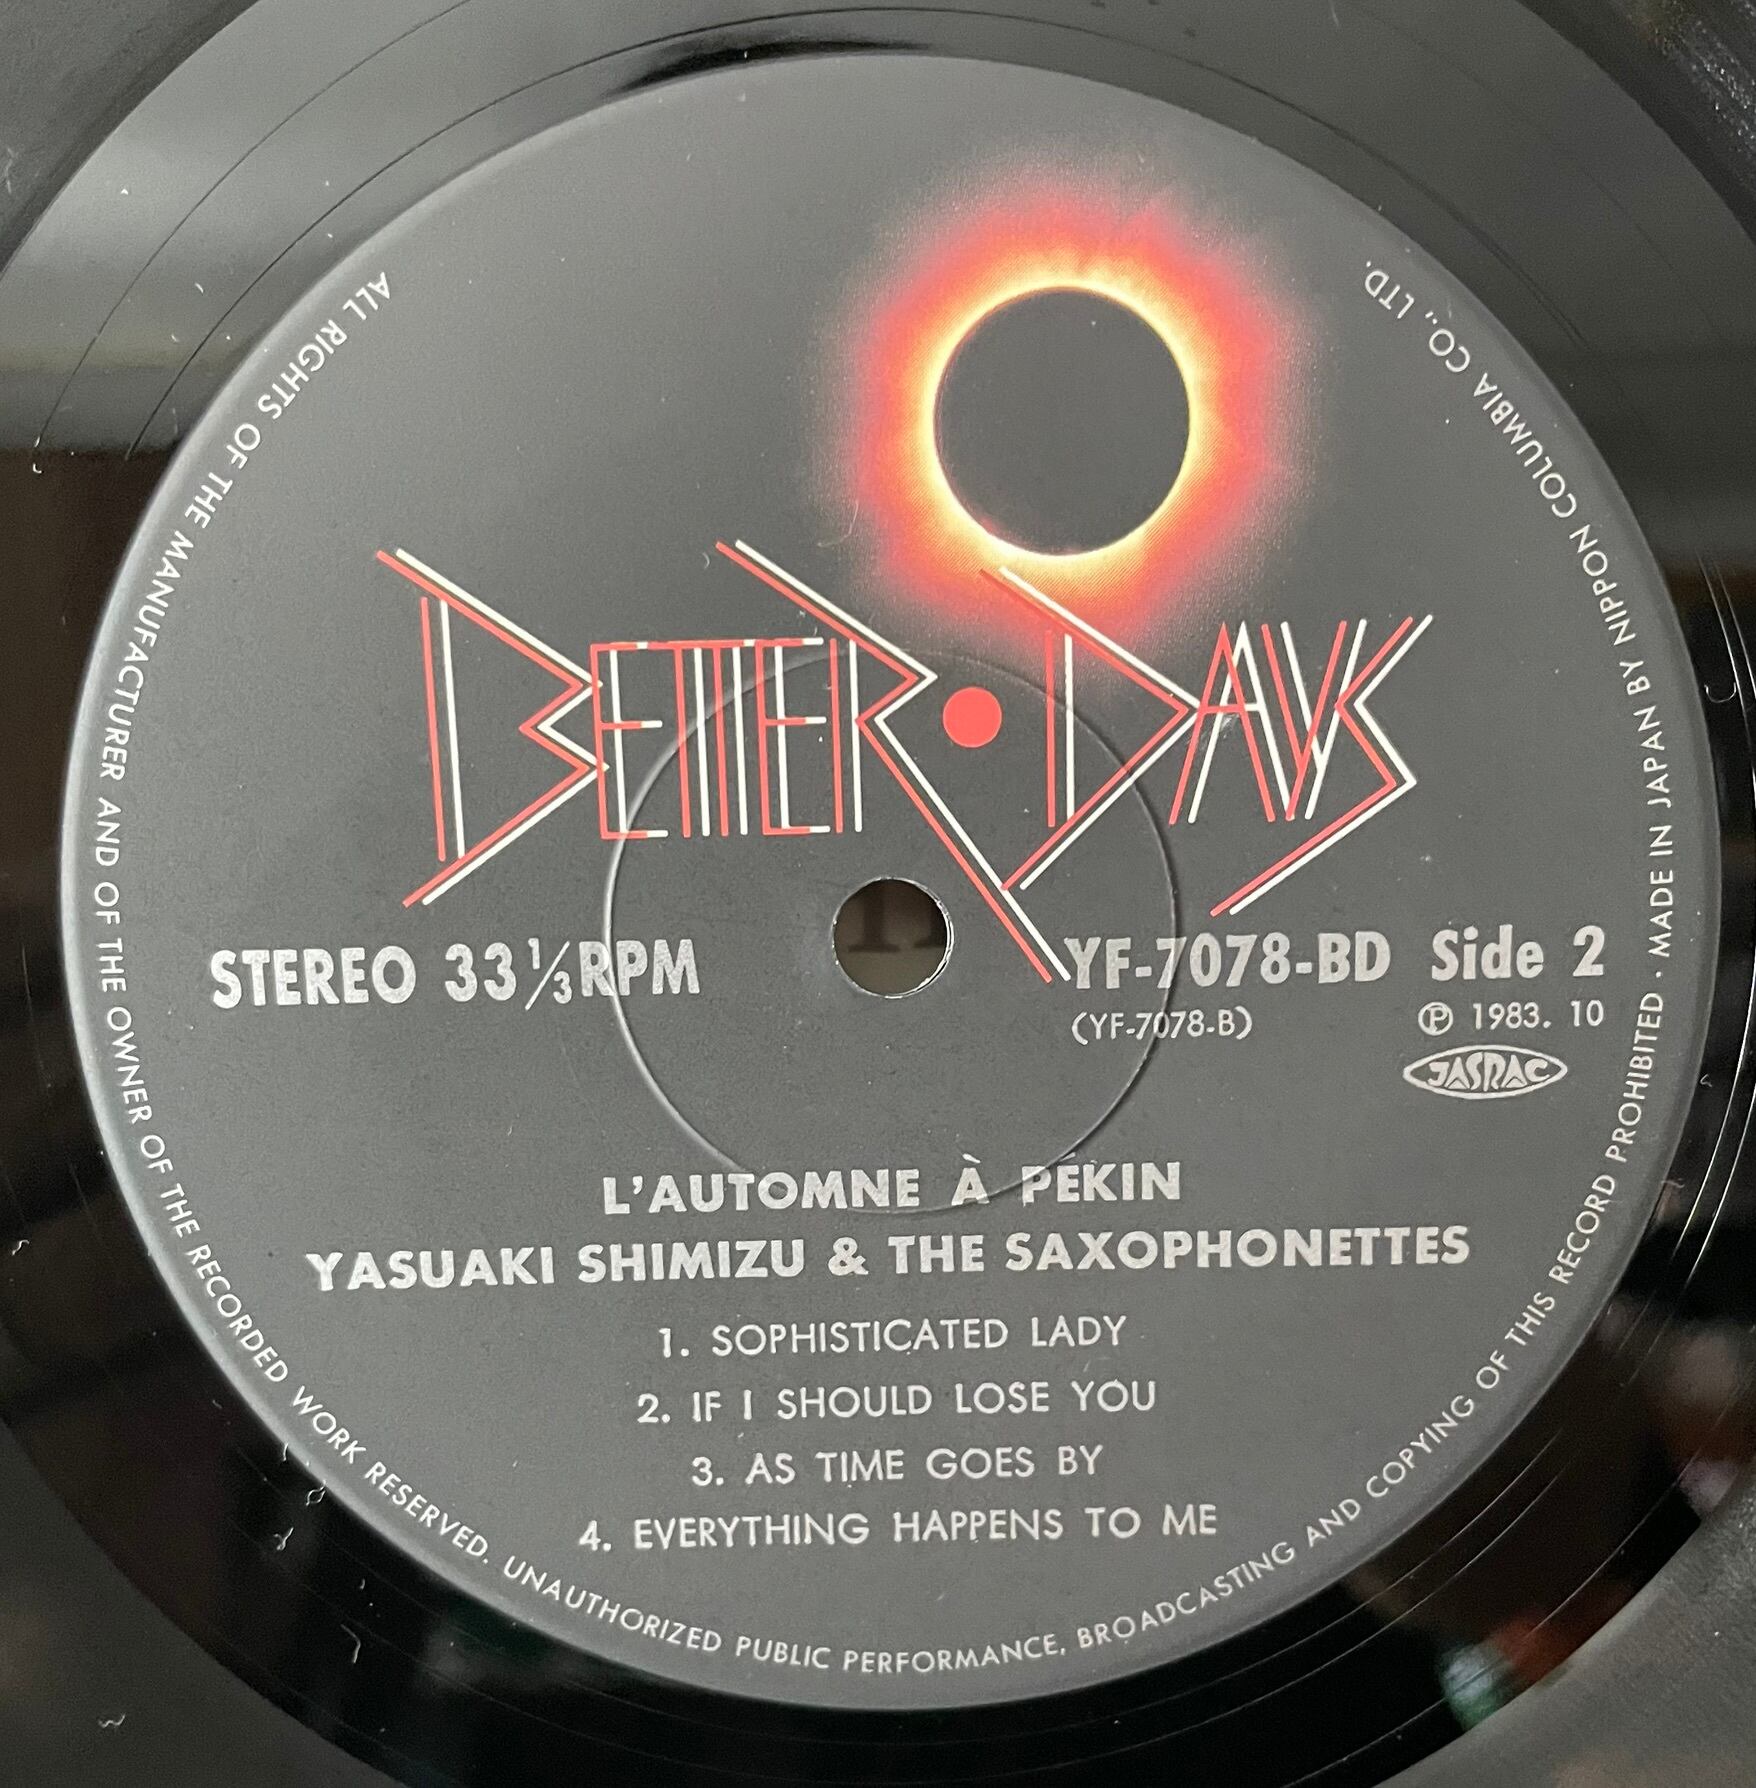 BETTER • DAYS
STEREO 33⅓RPM
YF-7078-BD Side 2
(YF-7078-B)
Ⓟ 1983. 10
JASRAC
L'AUTOMNE À PÉKIN
YASUAKI SHIMIZU & THE SAXOPHONETTES
1. SOPHISTICATED LADY
2. IF I SHOULD LOSE YOU
3. AS TIME GOES BY
4. EVERYTHING HAPPENS TO ME
ALL RIGHTS OF THE MANUFACTURER AND OF THE OWNER OF THE RECORDED WORK RESERVED. UNAUTHORIZED PUBLIC PERFORMANCE, BROADCASTING AND COPYING OF THIS RECORD PROHIBITED · MADE IN JAPAN BY NIPPON COLUMBIA CO., LTD.